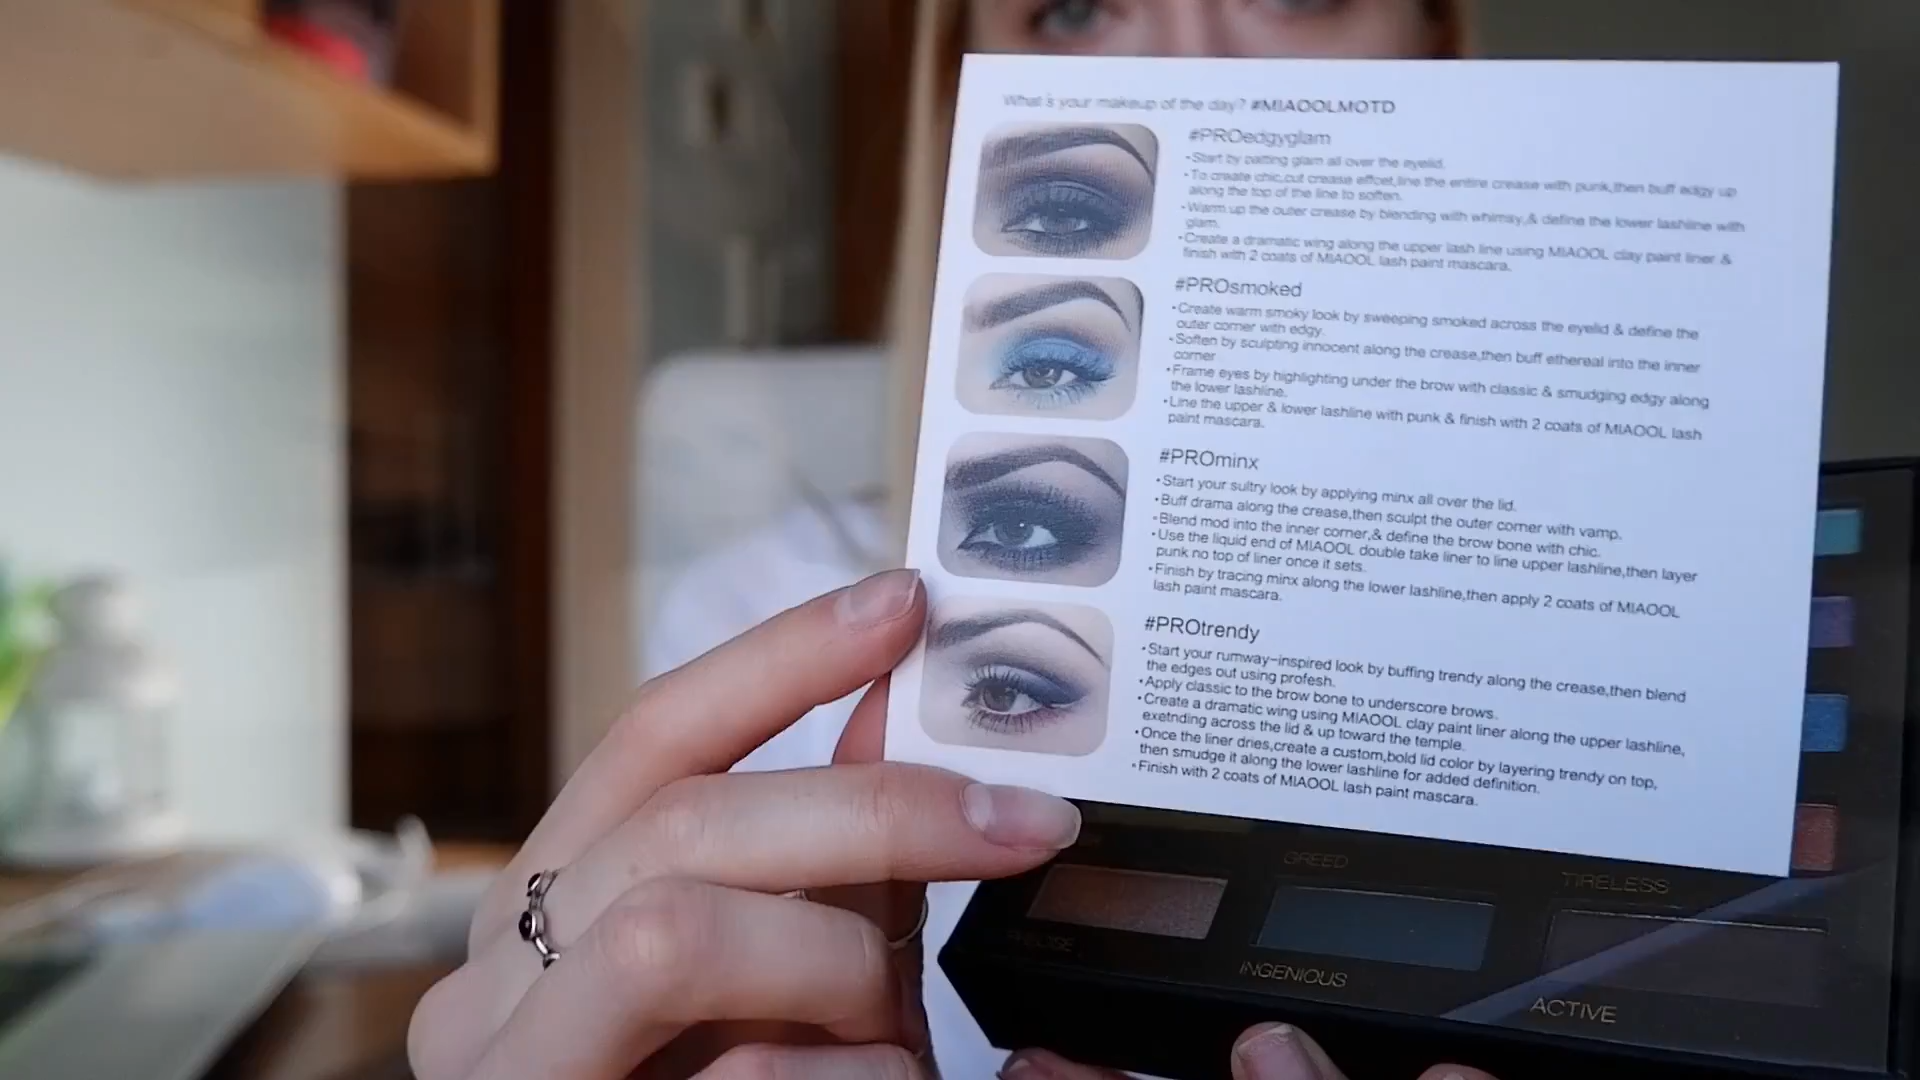 What's your makeup of the day? #MIAOOLMOTD
#PROedgyglam
•Start by patting glam all over the eyelid.
•To create chic,cut crease effcet,line the entire crease with punk,then buff edgy up
along the top of the line to soften.
•Warm up the outer crease by blending with whimsy,& define the lower lashline with
glam.
•Create a dramatic wing along the upper lash line using MIAOOL clay paint liner &
finish with 2 coats of MIAOOL lash paint mascara.
#PROsmoked
•Create warm smoky look by sweeping smoked across the eyelid & define the
outer corner with edgy.
•Soften by sculpting innocent along the crease,then buff ethereal into the inner
corner
•Frame eyes by highlighting under the brow with classic & smudging edgy along
the lower lashline.
•Line the upper & lower lashline with punk & finish with 2 coats of MIAOOL lash
paint mascara.
#PROminx
•Start your sultry look by applying minx all over the lid.
•Buff drama along the crease,then sculpt the outer corner with vamp.
•Blend mod into the inner corner,& define the brow bone with chic.
•Use the liquid end of MIAOOL double take liner to line upper lashline,then layer
punk no top of liner once it sets.
•Finish by tracing minx along the lower lashline,then apply 2 coats of MIAOOL
lash paint mascara.
#PROtrendy
•Start your rumway-inspired look by buffing trendy along the crease,then blend
the edges out using profesh.
•Apply classic to the brow bone to underscore brows.
•Create a dramatic wing using MIAOOL clay paint liner along the upper lashline,
exetnding across the lid & up toward the temple.
•Once the liner dries,create a custom,bold lid color by layering trendy on top,
then smudge it along the lower lashline for added definition.
•Finish with 2 coats of MIAOOL lash paint mascara.
GREED
TIRELESS
PRECISE
INGENIOUS
ACTIVE